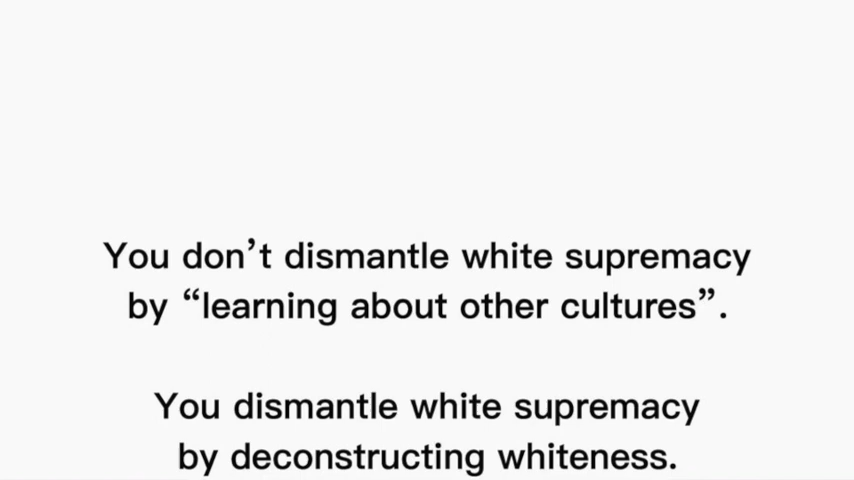 You don’t dismantle white supremacy
by “learning about other cultures”.
You dismantle white supremacy
by deconstructing whiteness.